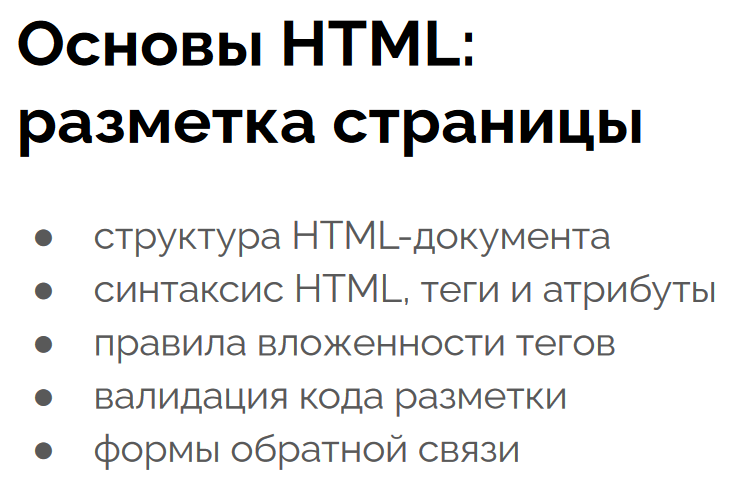 Основы HTML:
разметка страницы
● структура HTML-документа
● синтаксис HTML, теги и атрибуты
● правила вложенности тегов
● валидация кода разметки
● формы обратной связи